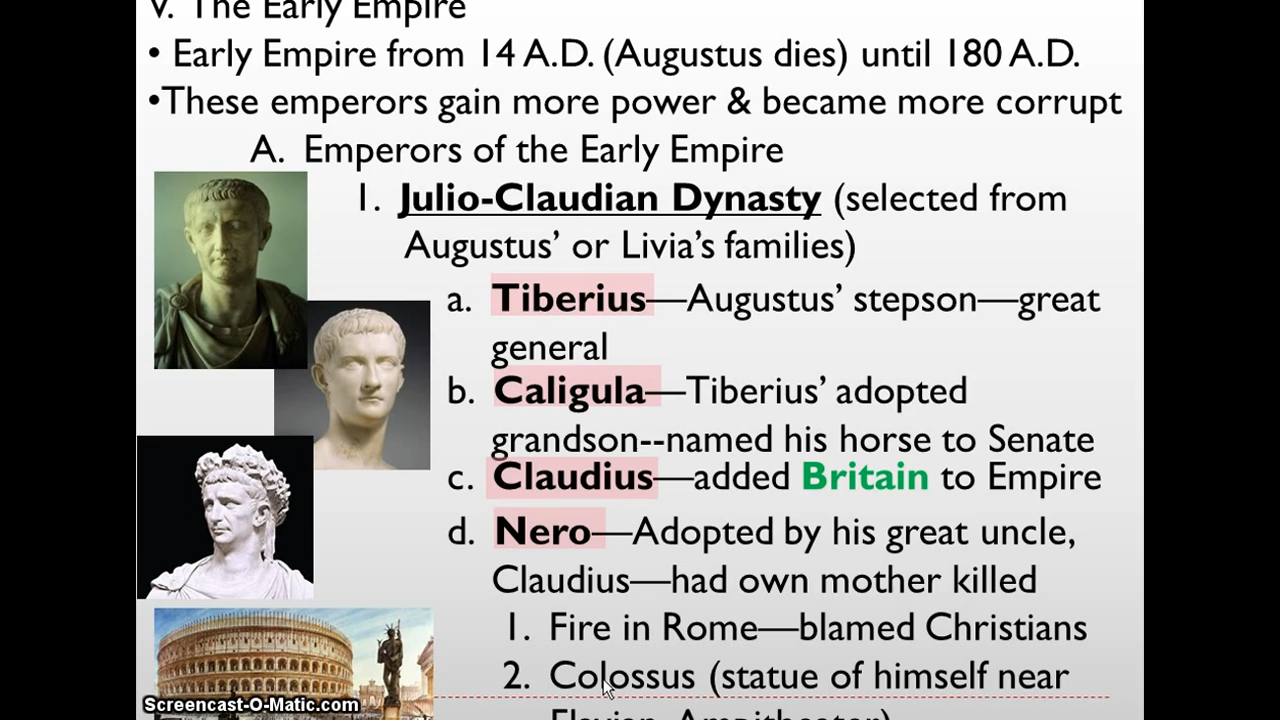 V. The Early Empire
• Early Empire from 14 A.D. (Augustus dies) until 180 A.D.
•These emperors gain more power & became more corrupt
A. Emperors of the Early Empire
1. Julio-Claudian Dynasty (selected from
Augustus’ or Livia’s families)
a. Tiberius—Augustus’ stepson—great
general
b. Caligula—Tiberius’ adopted
grandson--named his horse to Senate
c. Claudius—added Britain to Empire
d. Nero—Adopted by his great uncle,
Claudius—had own mother killed
1. Fire in Rome—blamed Christians
2. Colossus (statue of himself near
Flavian Ampitheater)
Screencast-O-Matic.com